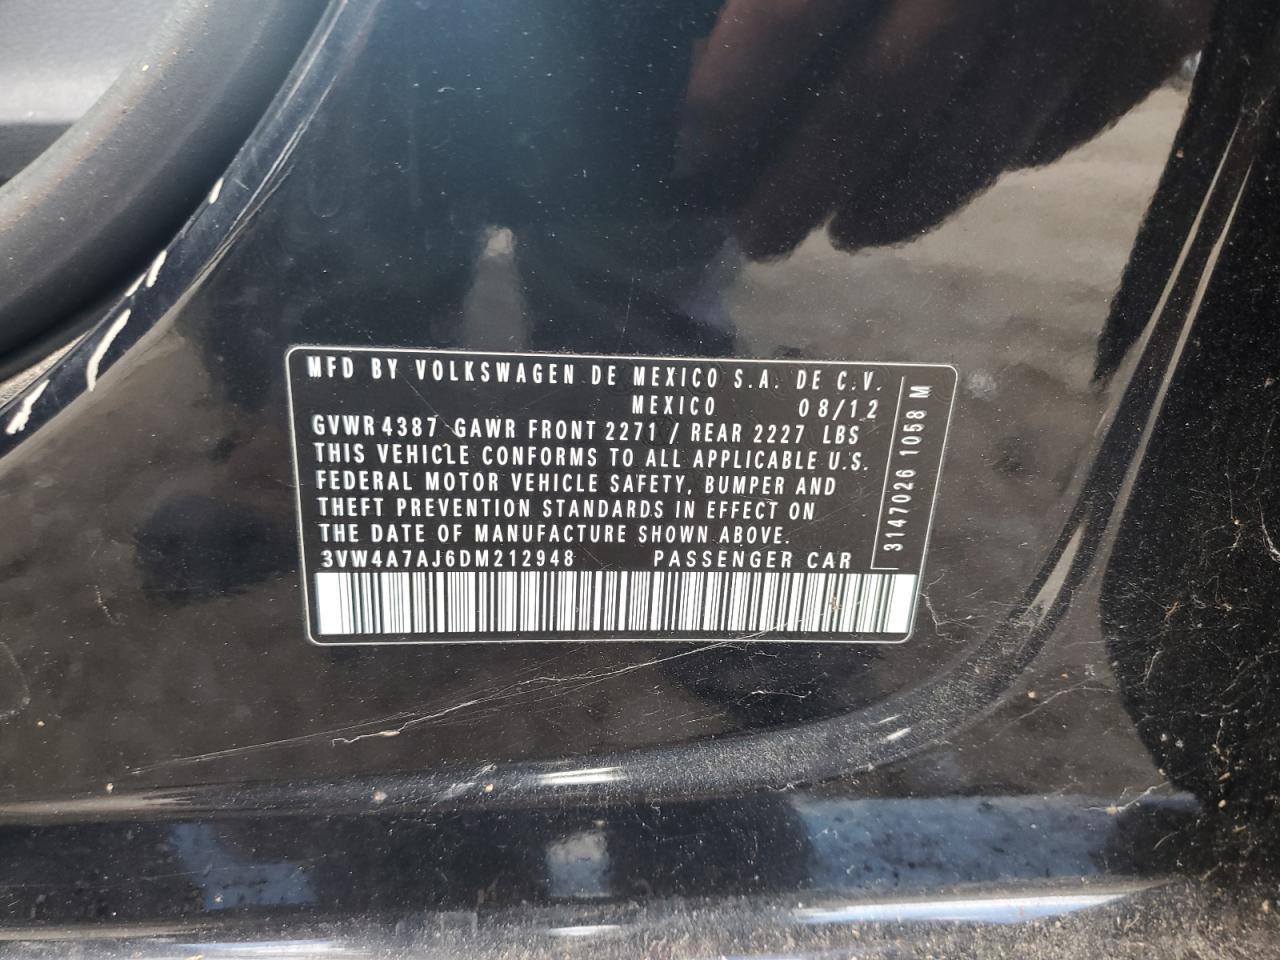 MFD BY VOLKSWAGEN DE MEXICO S.A. DE C.V.
MEXICO 08/12
GVWR 4387 GAWR FRONT 2271 / REAR 2227 LBS
THIS VEHICLE CONFORMS TO ALL APPLICABLE U.S.
FEDERAL MOTOR VEHICLE SAFETY, BUMPER AND
THEFT PREVENTION STANDARDS IN EFFECT ON
THE DATE OF MANUFACTURE SHOWN ABOVE.
3VW4A7AJ6DM212948 PASSENGER CAR
3147026 1058 M